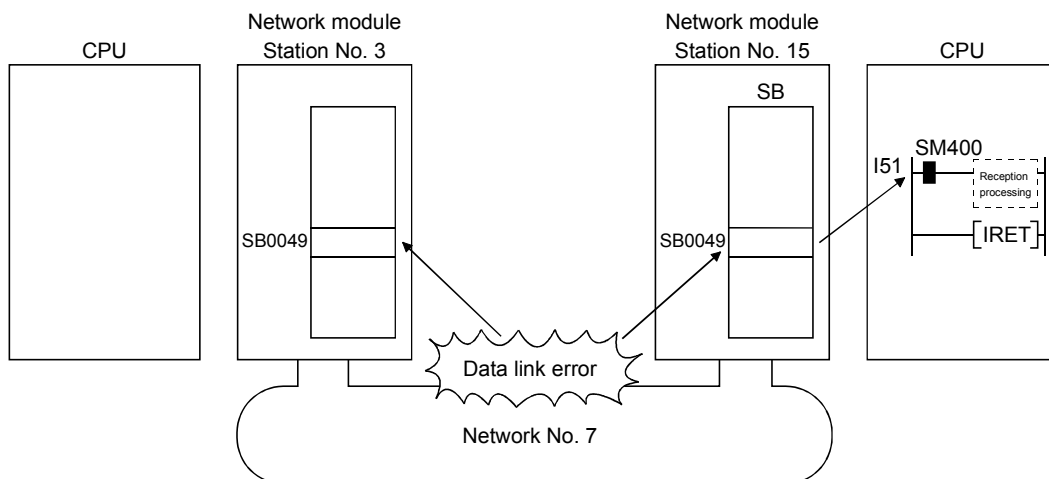 CPU
Network module
Station No. 3
Network module
Station No. 15
CPU
SB
SM400
I51
Reception
processing
SB0049
SB0049
IRET
Data link error
Network No. 7